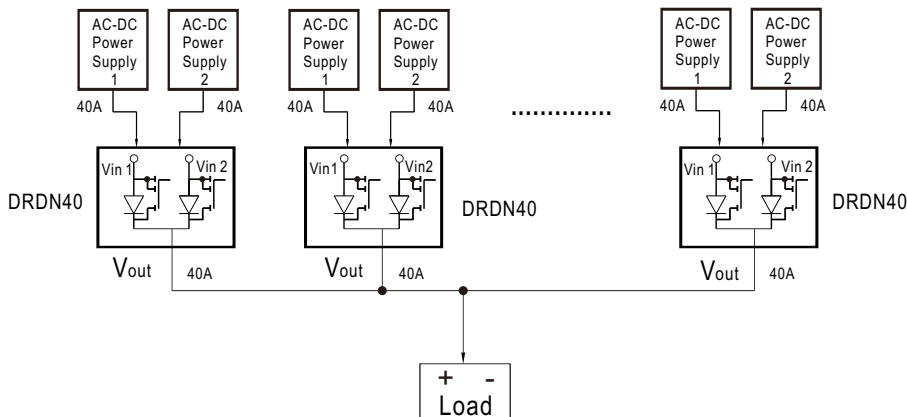 AC-DC
Power
Supply
1
AC-DC
Power
Supply
2
AC-DC
Power
Supply
1
AC-DC
Power
Supply
2
AC-DC
Power
Supply
1
AC-DC
Power
Supply
2
40A
40A
40A
40A
40A
40A
Vin 1
Vin 2
Vin1
Vin2
Vin 1
Vin 2
DRDN40
DRDN40
DRDN40
Vout
40A
Vout
40A
Vout
40A
+ -
Load